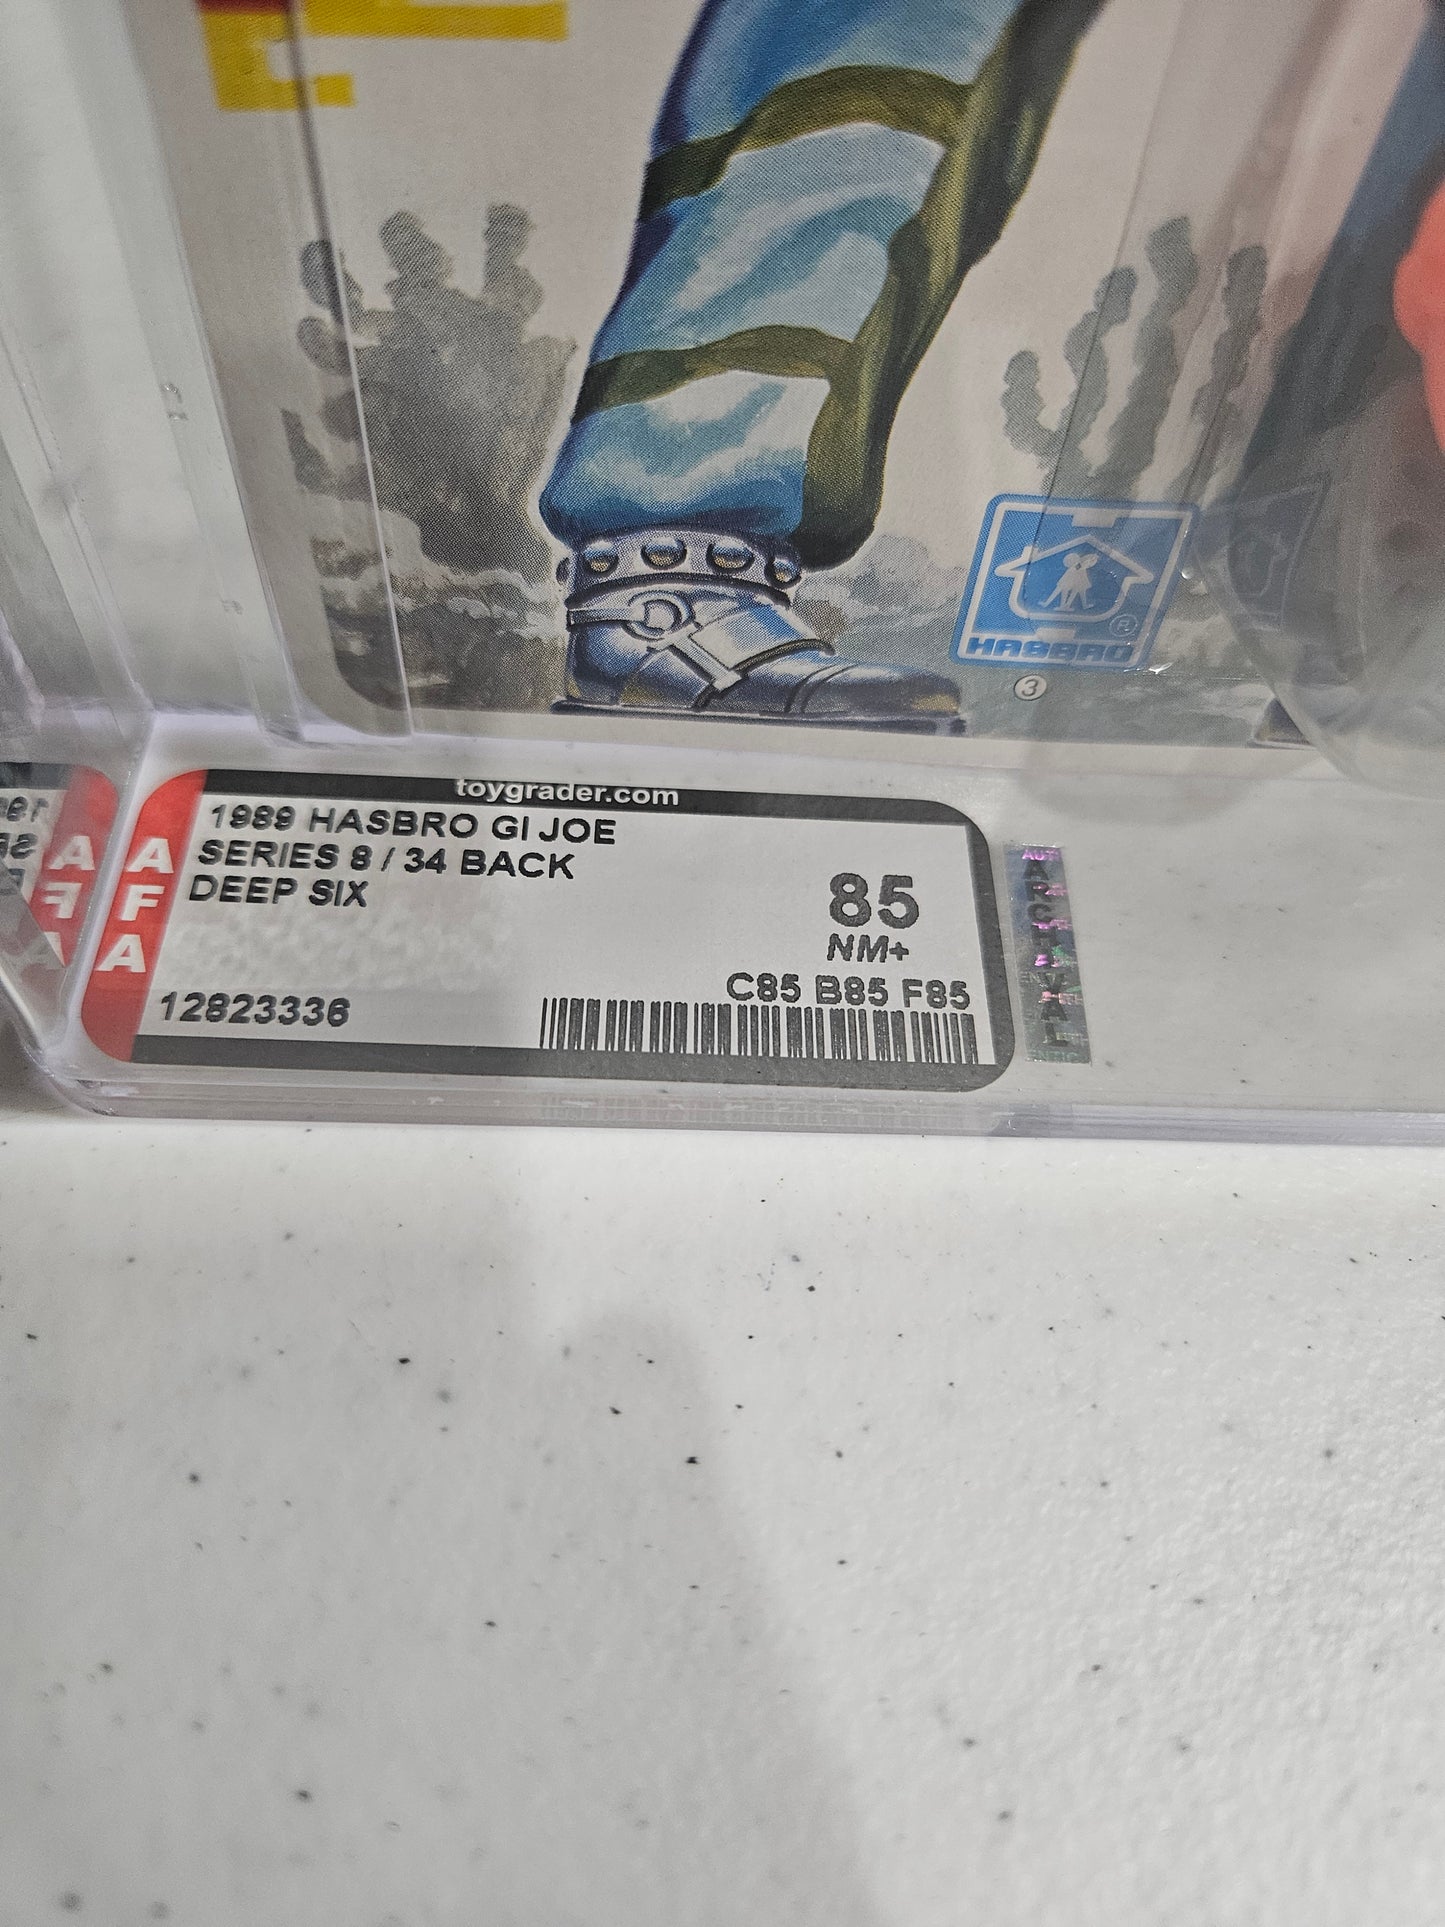 HASBRO
®
3
toygrader.com
AFA
1989 HASBRO GI JOE
SERIES 8 / 34 BACK
DEEP SIX
85
NM+
C85 B85 F85
12823336
ARCHIVAL